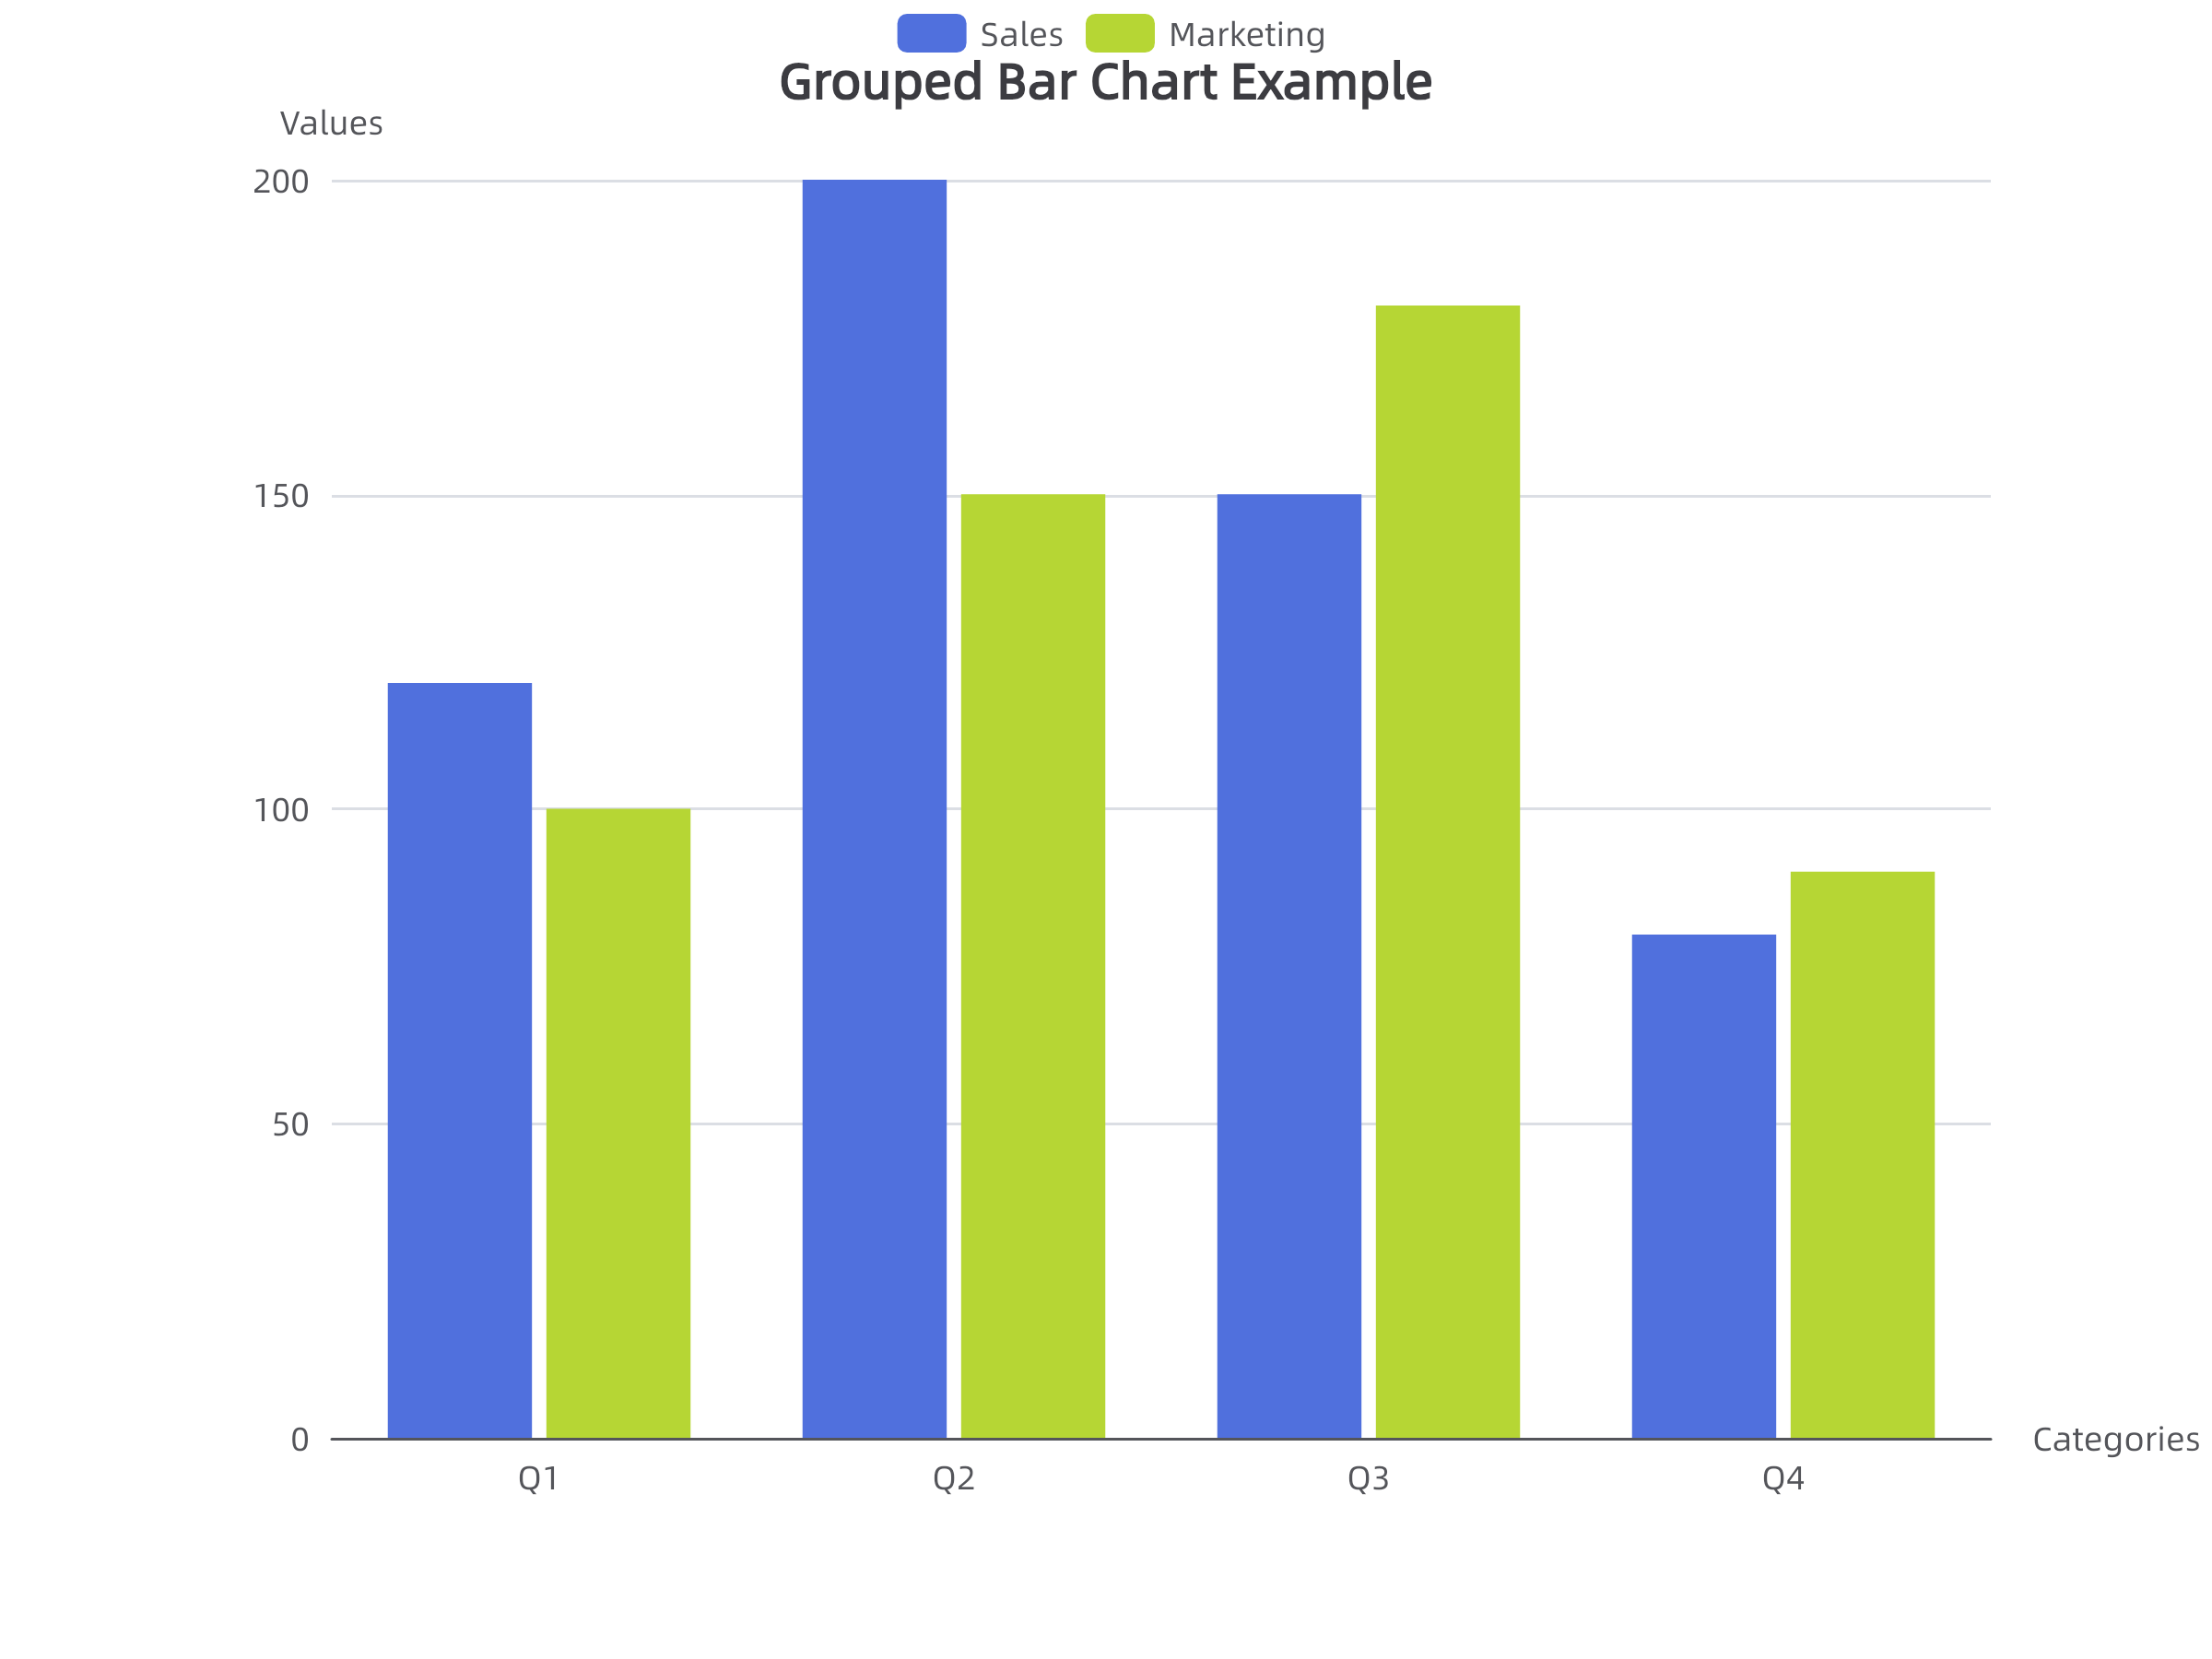 Sales Marketing
Grouped Bar Chart Example
Values
200
150
100
50
0
Categories
Q1 Q2 Q3 Q4